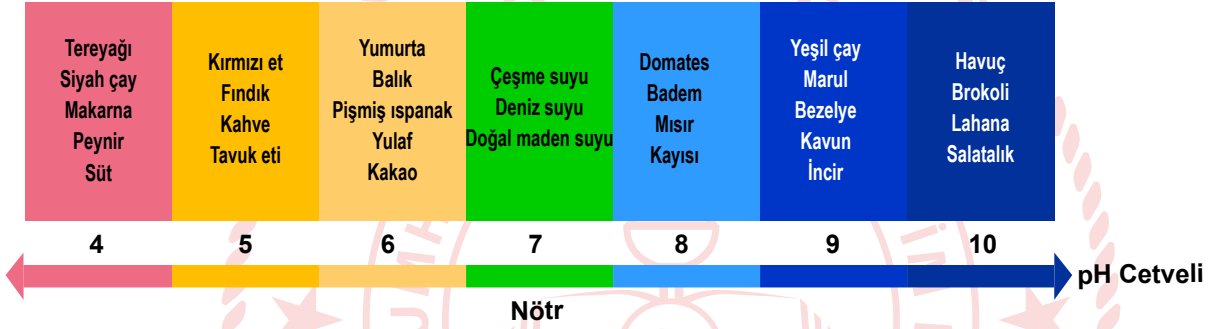 Tereyağı
Siyah çay
Makarna
Peynir
Süt
Kırmızı et
Fındık
Kahve
Tavuk eti
Yumurta
Balık
Pişmiş ıspanak
Yulaf
Kakao
Çeşme suyu
Deniz suyu
Doğal maden suyu
Domates
Badem
Mısır
Kayısı
Yeşil çay
Marul
Bezelye
Kavun
İncir
Havuç
Brokoli
Lahana
Salatalık
4 5 6 7 8 9 10
pH Cetveli
Nötr